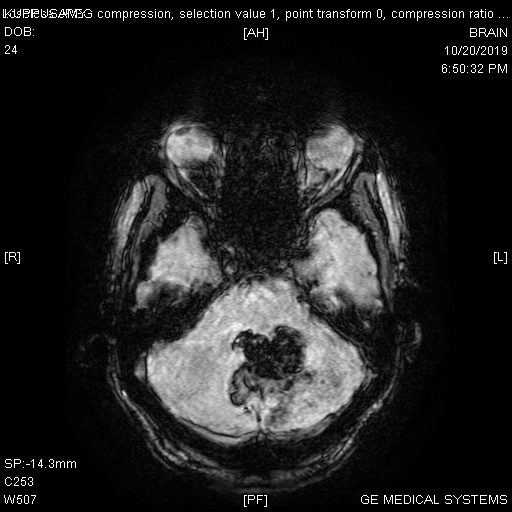 compression, selection value 1, point transform 0, compression ratio ...
DOB:
[AH]
BRAIN
24
10/20/2019
6:50:32 PM
[R]
[L]
SP:-14.3mm
C253
W507
[PF]
GE MEDICAL SYSTEMS